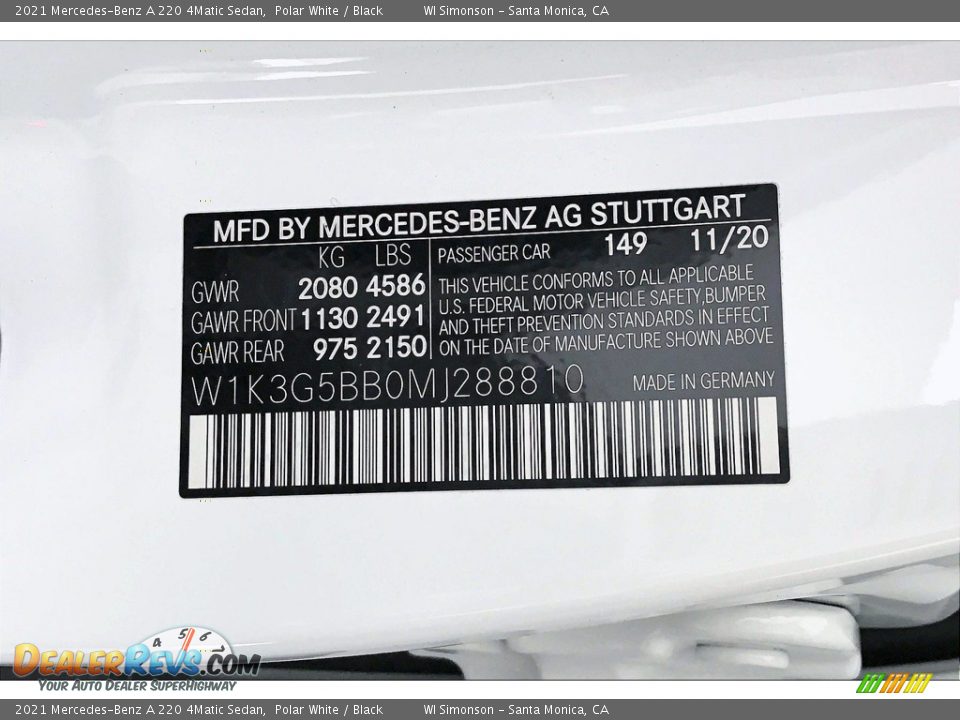 2021 Mercedes-Benz A 220 4Matic Sedan, Polar White / Black WI Simonson - Santa Monica, CA
MFD BY MERCEDES-BENZ AG STUTTGART
KG LBS PASSENGER CAR 149 11/20
GVWR 2080 4586
GAWR FRONT 1130 2491
GAWR REAR 975 2150
THIS VEHICLE CONFORMS TO ALL APPLICABLE
U.S. FEDERAL MOTOR VEHICLE SAFETY, BUMPER
AND THEFT PREVENTION STANDARDS IN EFFECT
ON THE DATE OF MANUFACTURE SHOWN ABOVE
W1K3G5BB0MJ288810 MADE IN GERMANY
4 5 6
DEALERREVS.COM
YOUR AUTO DEALER SUPERHIGHWAY
2021 Mercedes-Benz A 220 4Matic Sedan, Polar White / Black WI Simonson - Santa Monica, CA